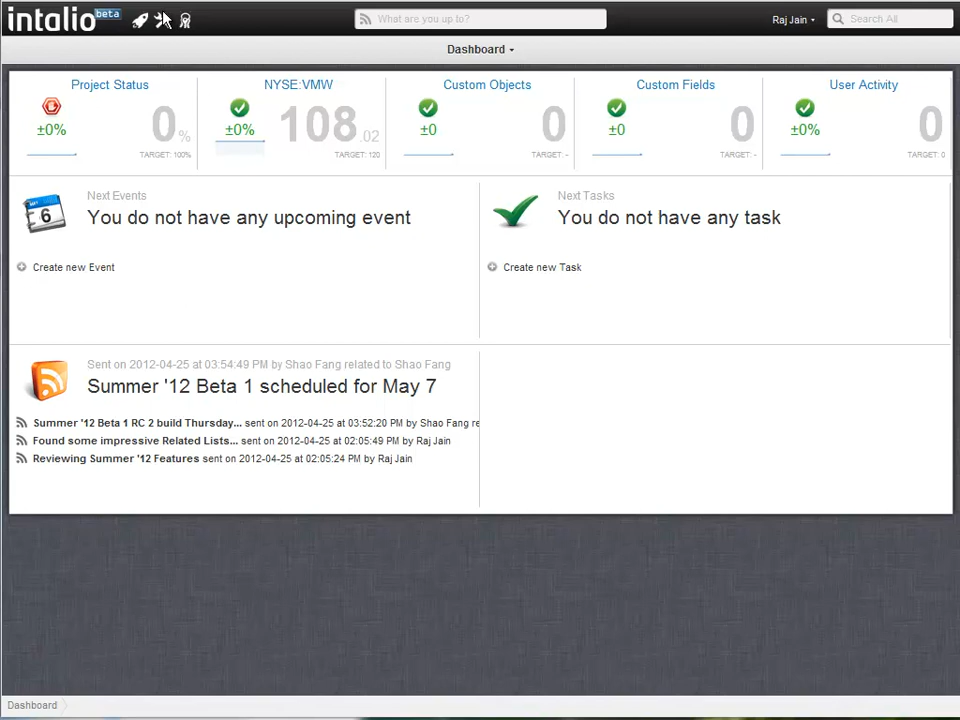 intalio beta
What are you up to?
Raj Jain
Search All
Dashboard
Project Status
±0%
0%
TARGET: 100%
NYSE:VMW
±0%
108.02
TARGET: 120
Custom Objects
±0
0
TARGET: -
Custom Fields
±0
0
TARGET: -
User Activity
±0%
0
TARGET: 0
6
Next Events
You do not have any upcoming event
Create new Event
Next Tasks
You do not have any task
Create new Task
Sent on 2012-04-25 at 03:54:49 PM by Shao Fang related to Shao Fang
Summer '12 Beta 1 scheduled for May 7
Summer '12 Beta 1 RC 2 build Thursday... sent on 2012-04-25 at 03:52:20 PM by Shao Fang re
Found some impressive Related Lists... sent on 2012-04-25 at 02:05:49 PM by Raj Jain
Reviewing Summer '12 Features sent on 2012-04-25 at 02:05:24 PM by Raj Jain
Dashboard